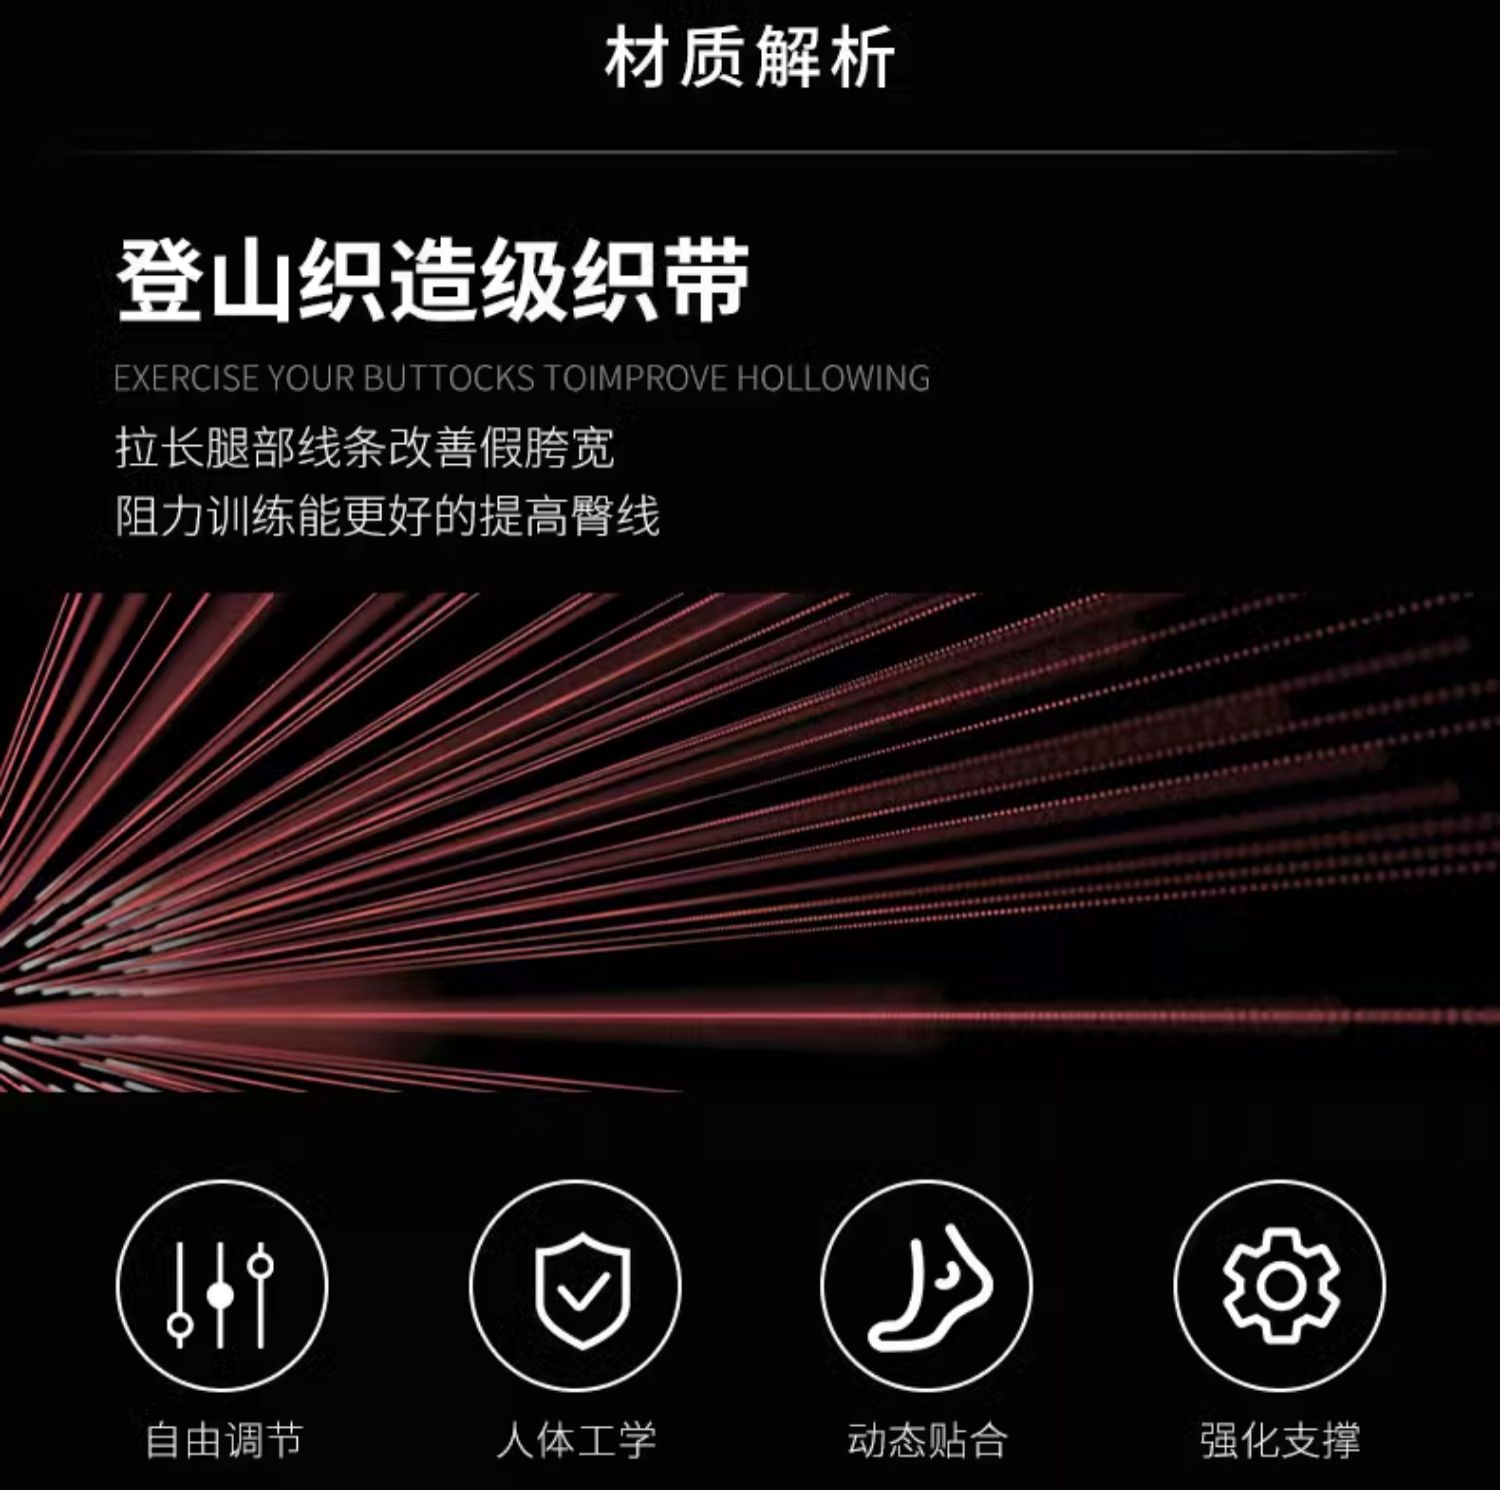 材质解析
登山织造级织带
EXERCISE YOUR BUTTOCKS TOIMPROVE HOLLOWING
拉长腿部线条改善假胯宽
阻力训练能更好的提高臀线
自由调节
人体工学
动态贴合
强化支撑